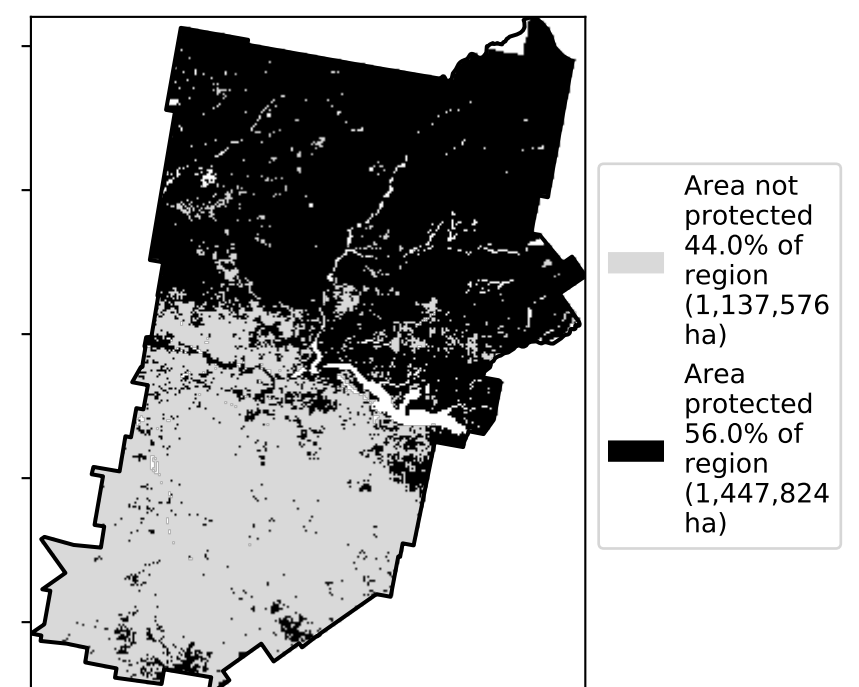 Area not
protected
44.0% of
region
(1,137,576
ha)
Area
protected
56.0% of
region
(1,447,824
ha)